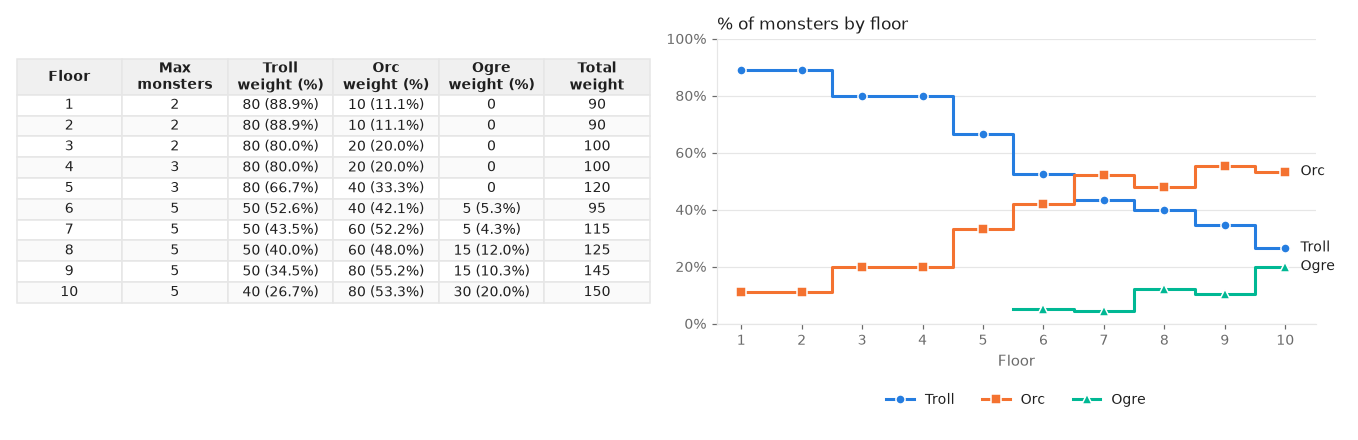 Floor Max monsters Troll weight (%) Orc weight (%) Ogre weight (%) Total weight
1 2 80 (88.9%) 10 (11.1%) 0 90
2 2 80 (88.9%) 10 (11.1%) 0 90
3 2 80 (80.0%) 20 (20.0%) 0 100
4 3 80 (80.0%) 20 (20.0%) 0 100
5 3 80 (66.7%) 40 (33.3%) 0 120
6 5 50 (52.6%) 40 (42.1%) 5 (5.3%) 95
7 5 50 (43.5%) 60 (52.2%) 5 (4.3%) 115
8 5 50 (40.0%) 60 (48.0%) 15 (12.0%) 125
9 5 50 (34.5%) 80 (55.2%) 15 (10.3%) 145
10 5 40 (26.7%) 80 (53.3%) 30 (20.0%) 150
% of monsters by floor
100%
80%
60%
40%
20%
0%
Orc
Troll
Ogre
1 2 3 4 5 6 7 8 9 10
Floor
Troll Orc Ogre